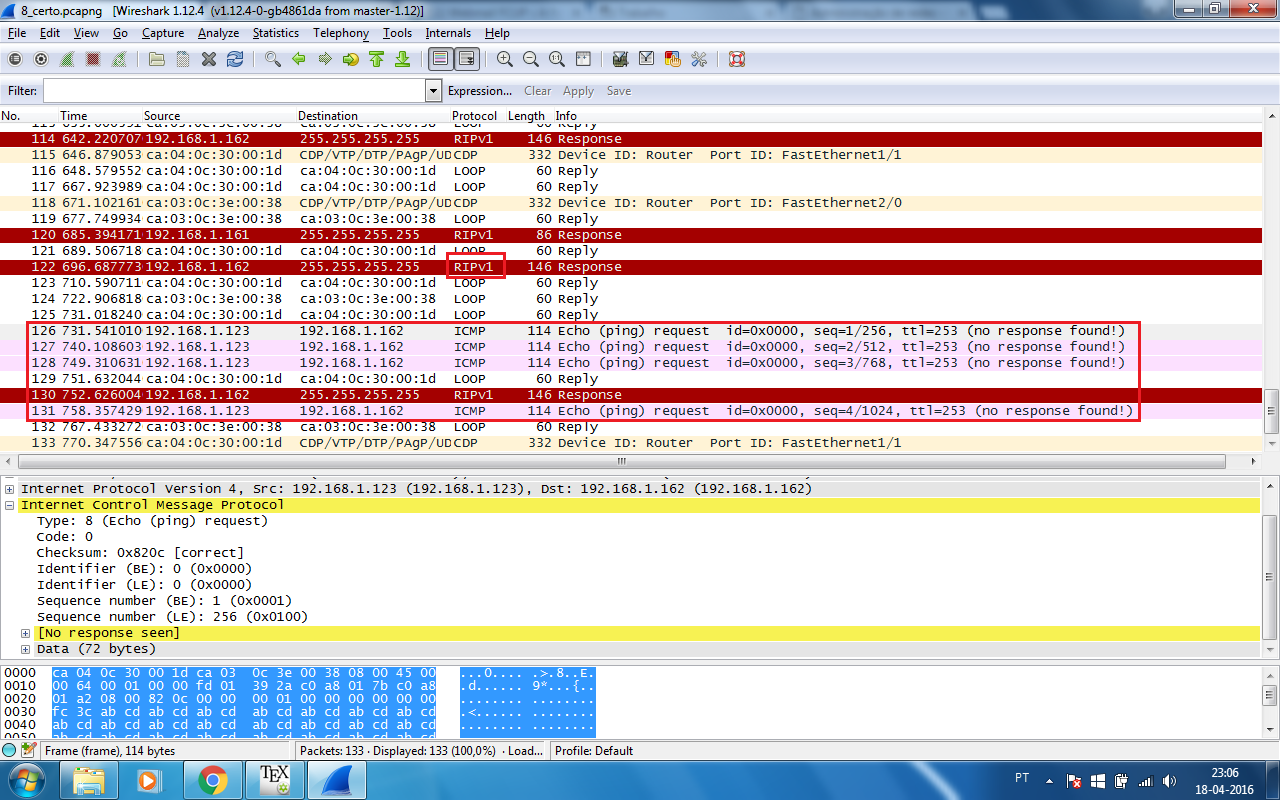 8_certo.pcapng [Wireshark 1.12.4 (v1.12.4-0-gb4861da from master-1.12)]
File Edit View Go Capture Analyze Statistics Telephony Tools Internals Help
Filter: Expression... Clear Apply Save
No. Time Source Destination Protocol Length Info
114 642.220707 192.168.1.162 255.255.255.255 RIPv1 146 Response
115 646.879053 ca:04:0c:30:00:1d CDP/VTP/DTP/PAgP/UD CDP 332 Device ID: Router Port ID: FastEthernet1/1
116 648.579552 ca:04:0c:30:00:1d ca:04:0c:30:00:1d LOOP 60 Reply
117 667.923989 ca:04:0c:30:00:1d ca:04:0c:30:00:1d LOOP 60 Reply
118 671.102161 ca:03:0c:3e:00:38 CDP/VTP/DTP/PAgP/UD CDP 332 Device ID: Router Port ID: FastEthernet2/0
119 677.749934 ca:03:0c:3e:00:38 ca:03:0c:3e:00:38 LOOP 60 Reply
120 685.394171 192.168.1.161 255.255.255.255 RIPv1 86 Response
121 689.506718 ca:04:0c:30:00:1d ca:04:0c:30:00:1d LOOP 60 Reply
122 696.687773 192.168.1.162 255.255.255.255 RIPv1 146 Response
123 710.590711 ca:04:0c:30:00:1d ca:04:0c:30:00:1d LOOP 60 Reply
124 722.906818 ca:03:0c:3e:00:38 ca:03:0c:3e:00:38 LOOP 60 Reply
125 731.018240 ca:04:0c:30:00:1d ca:04:0c:30:00:1d LOOP 60 Reply
126 731.541010 192.168.1.123 192.168.1.162 ICMP 114 Echo (ping) request id=0x0000, seq=1/256, ttl=253 (no response found!)
127 740.108603 192.168.1.123 192.168.1.162 ICMP 114 Echo (ping) request id=0x0000, seq=2/512, ttl=253 (no response found!)
128 749.310631 192.168.1.123 192.168.1.162 ICMP 114 Echo (ping) request id=0x0000, seq=3/768, ttl=253 (no response found!)
129 751.632044 ca:04:0c:30:00:1d ca:04:0c:30:00:1d LOOP 60 Reply
130 752.626004 192.168.1.162 255.255.255.255 RIPv1 146 Response
131 758.357429 192.168.1.123 192.168.1.162 ICMP 114 Echo (ping) request id=0x0000, seq=4/1024, ttl=253 (no response found!)
132 767.433272 ca:03:0c:3e:00:38 ca:03:0c:3e:00:38 LOOP 60 Reply
133 770.347556 ca:04:0c:30:00:1d CDP/VTP/DTP/PAgP/UD CDP 332 Device ID: Router Port ID: FastEthernet1/1
Internet Protocol Version 4, Src: 192.168.1.123 (192.168.1.123), Dst: 192.168.1.162 (192.168.1.162)
Internet Control Message Protocol
Type: 8 (Echo (ping) request)
Code: 0
Checksum: 0x820c [correct]
Identifier (BE): 0 (0x0000)
Identifier (LE): 0 (0x0000)
Sequence number (BE): 1 (0x0001)
Sequence number (LE): 256 (0x0100)
[No response seen]
Data (72 bytes)
0000 ca 04 0c 30 00 1d ca 03 0c 3e 00 38 08 00 45 00 ...0.... .>.8..E.
0010 00 64 00 01 00 00 fd 01 39 2a c0 a8 01 7b c0 a8 .d...... 9*...{..
0020 01 a2 08 00 82 0c 00 00 00 01 00 00 00 00 00 00 ........ ........
0030 fc 3c ab cd ab cd ab cd ab cd ab cd ab cd ab cd .<...... ........
0040 ab cd ab cd ab cd ab cd ab cd ab cd ab cd ab cd ........ ........
Frame (frame), 114 bytes Packets: 133 · Displayed: 133 (100,0%) · Load... Profile: Default
TEX PT 23:06
18-04-2016